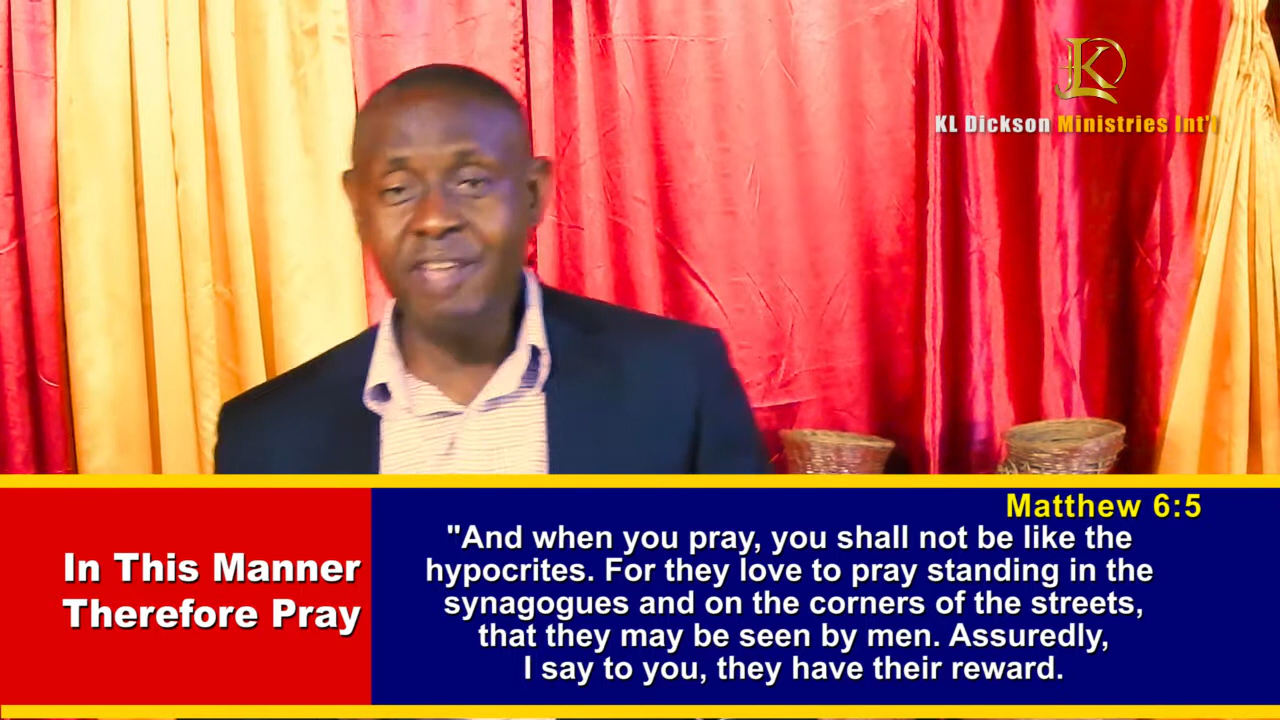 KL Dickson Ministries Int'l
Matthew 6:5
In This Manner
Therefore Pray
"And when you pray, you shall not be like the
hypocrites. For they love to pray standing in the
synagogues and on the corners of the streets,
that they may be seen by men. Assuredly,
I say to you, they have their reward.